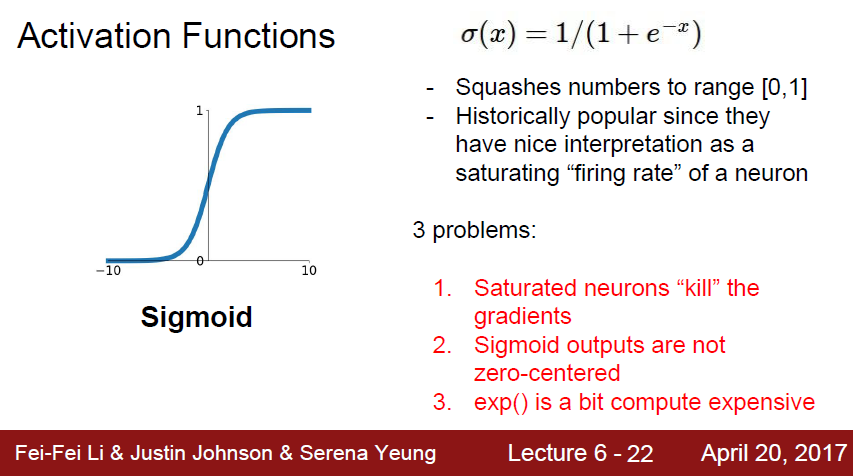 Activation Functions
σ(x) = 1/(1 + e^{-x})
- Squashes numbers to range [0,1]
- Historically popular since they
have nice interpretation as a
saturating “firing rate” of a neuron
3 problems:
1. Saturated neurons “kill” the
gradients
2. Sigmoid outputs are not
zero-centered
3. exp() is a bit compute expensive
1
0
−10
10
Sigmoid
Fei-Fei Li & Justin Johnson & Serena Yeung
Lecture 6 - 22
April 20, 2017